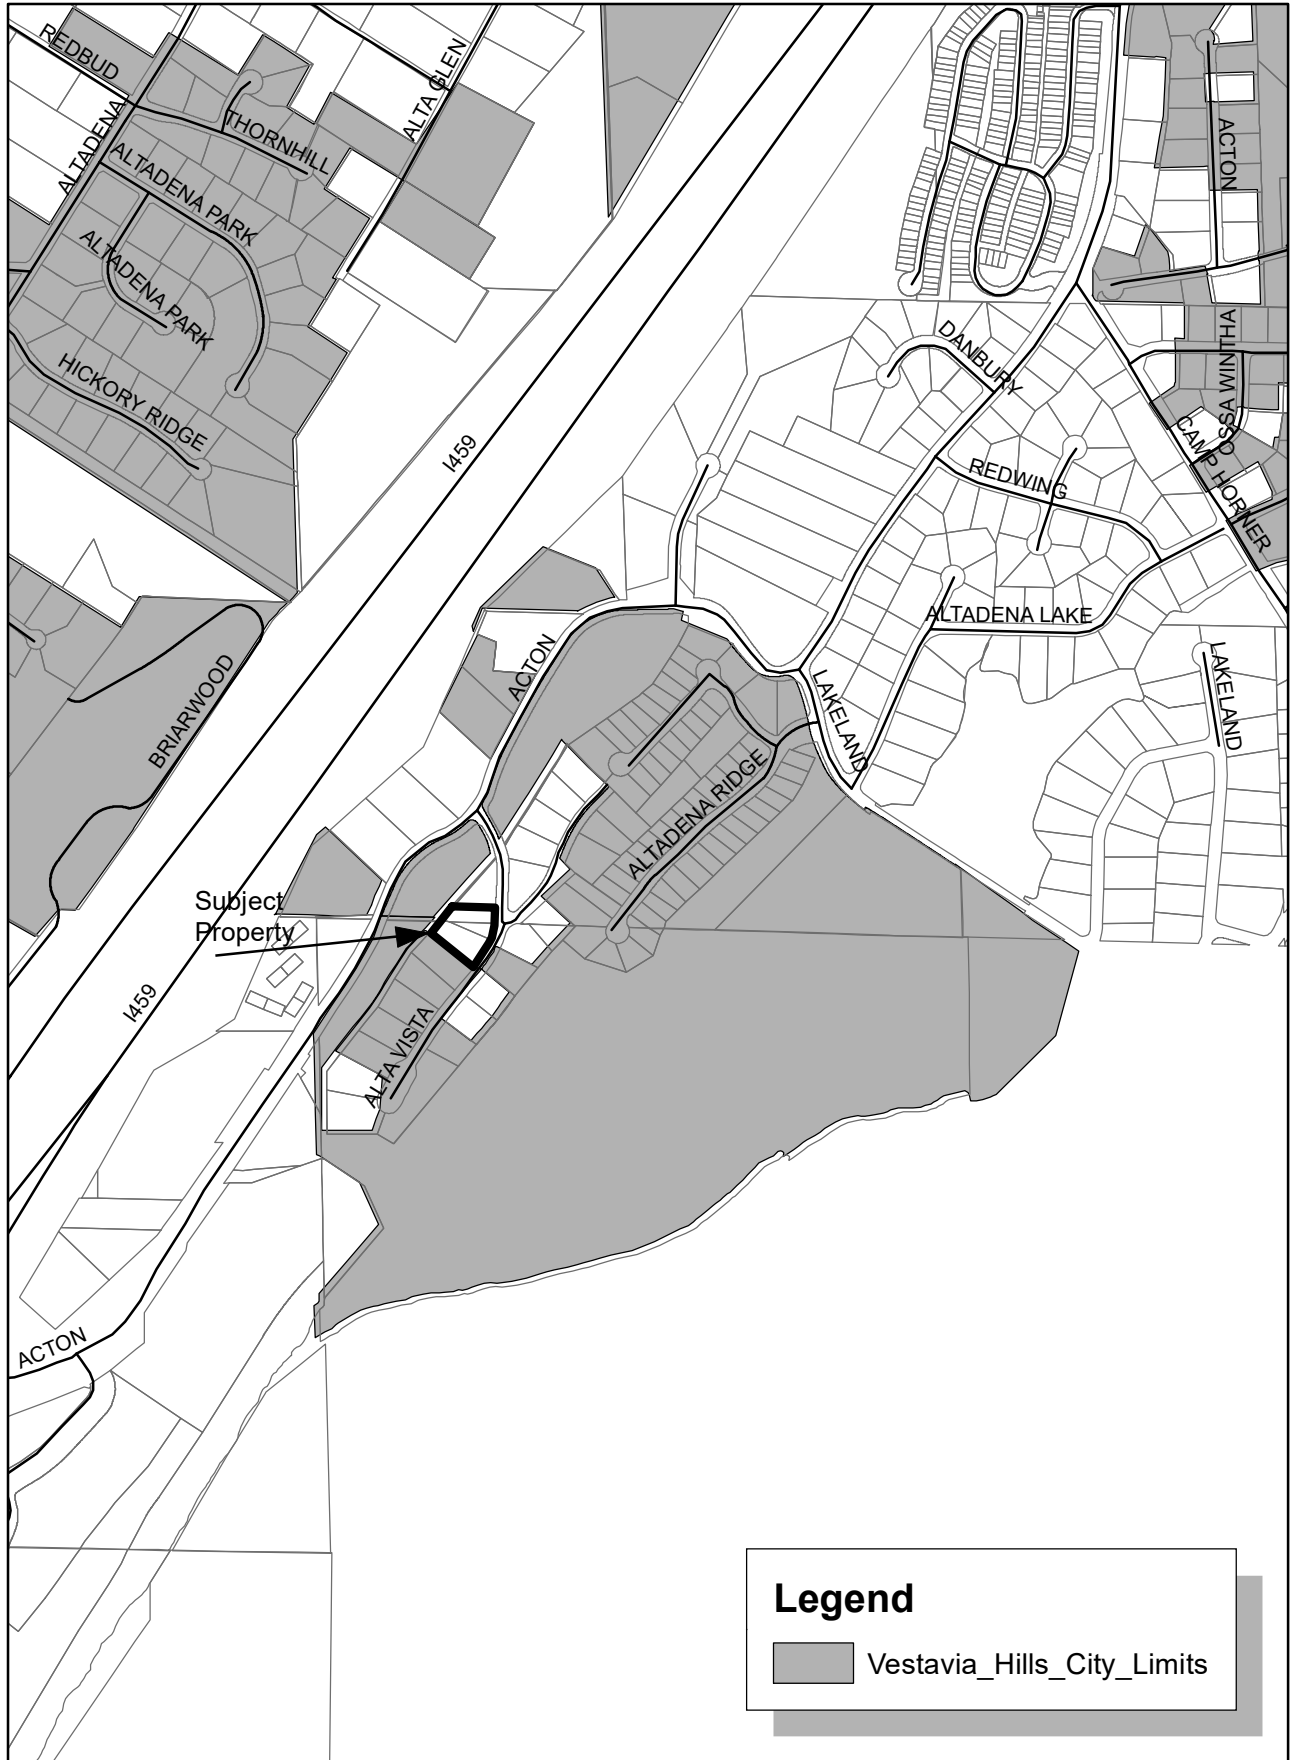 REDBUD
ALTADENA
THORNHILL
ALTA GLEN
ALTADENA PARK
ALTADENA PARK
HICKORY RIDGE
I459
ACTON
DANBURY
OSSA WINTHA
CAMP HORNER
REDWING
ALTADENA LAKE
LAKELAND
LAKELAND
ACTON
BRIARWOOD
ALTADENA RIDGE
Subject
Property
I459
ALTA VISTA
ACTON
Legend
Vestavia_Hills_City_Limits